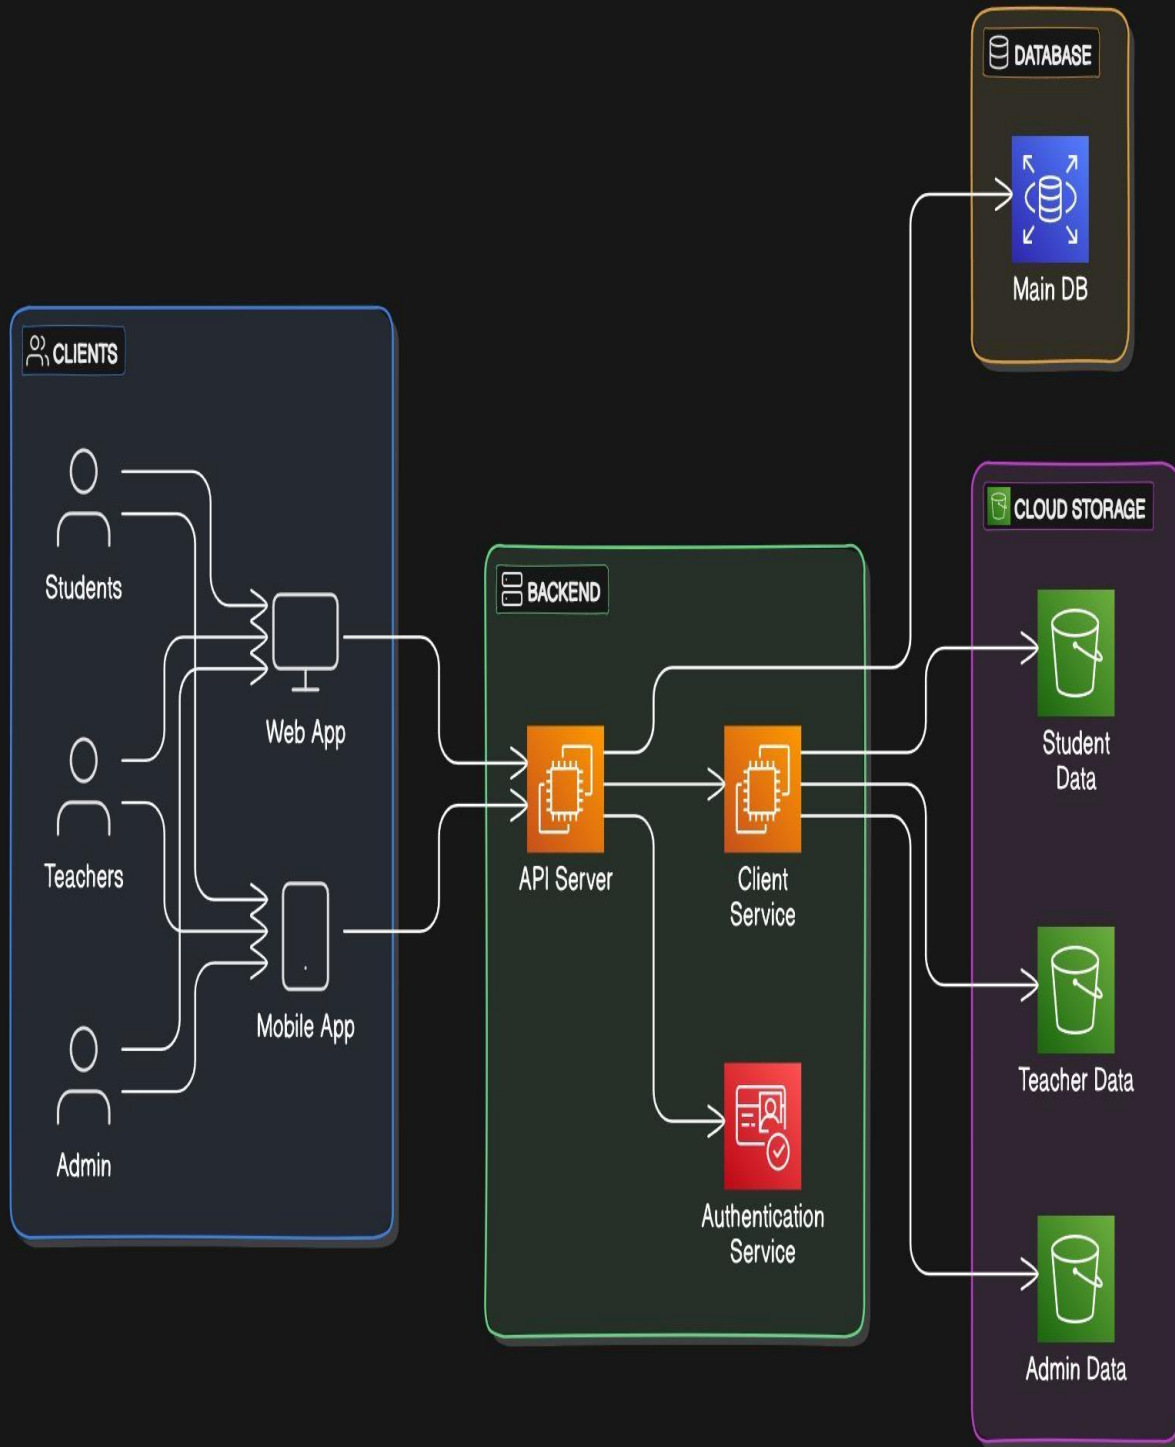 DATABASE
Main DB
CLIENTS
Students
Web App
Teachers
Mobile App
Admin
BACKEND
API Server
Client
Service
Authentication
Service
CLOUD STORAGE
Student
Data
Teacher Data
Admin Data